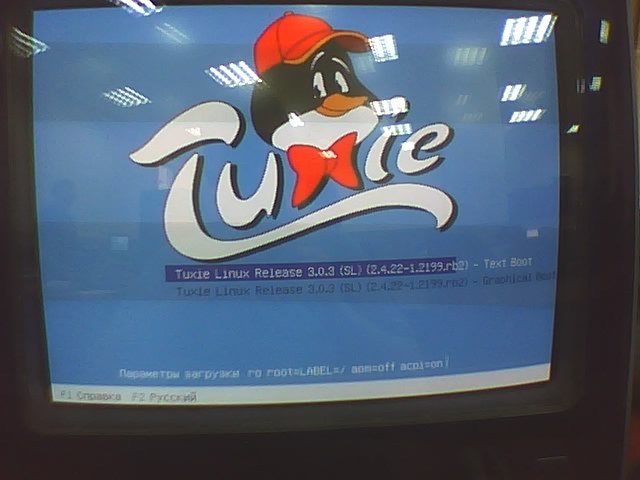 Tuxie
Tuxie Linux Release 3.0.3 (SL) (2.4.22-1.2199.rb2) - Text Boot
Tuxie Linux Release 3.0.3 (SL) (2.4.22-1.2199.rb2) - Graphical Boot
Параметры загрузки ro root=LABEL=/ apm=off acpi=on
F1 Справка F2 Русский